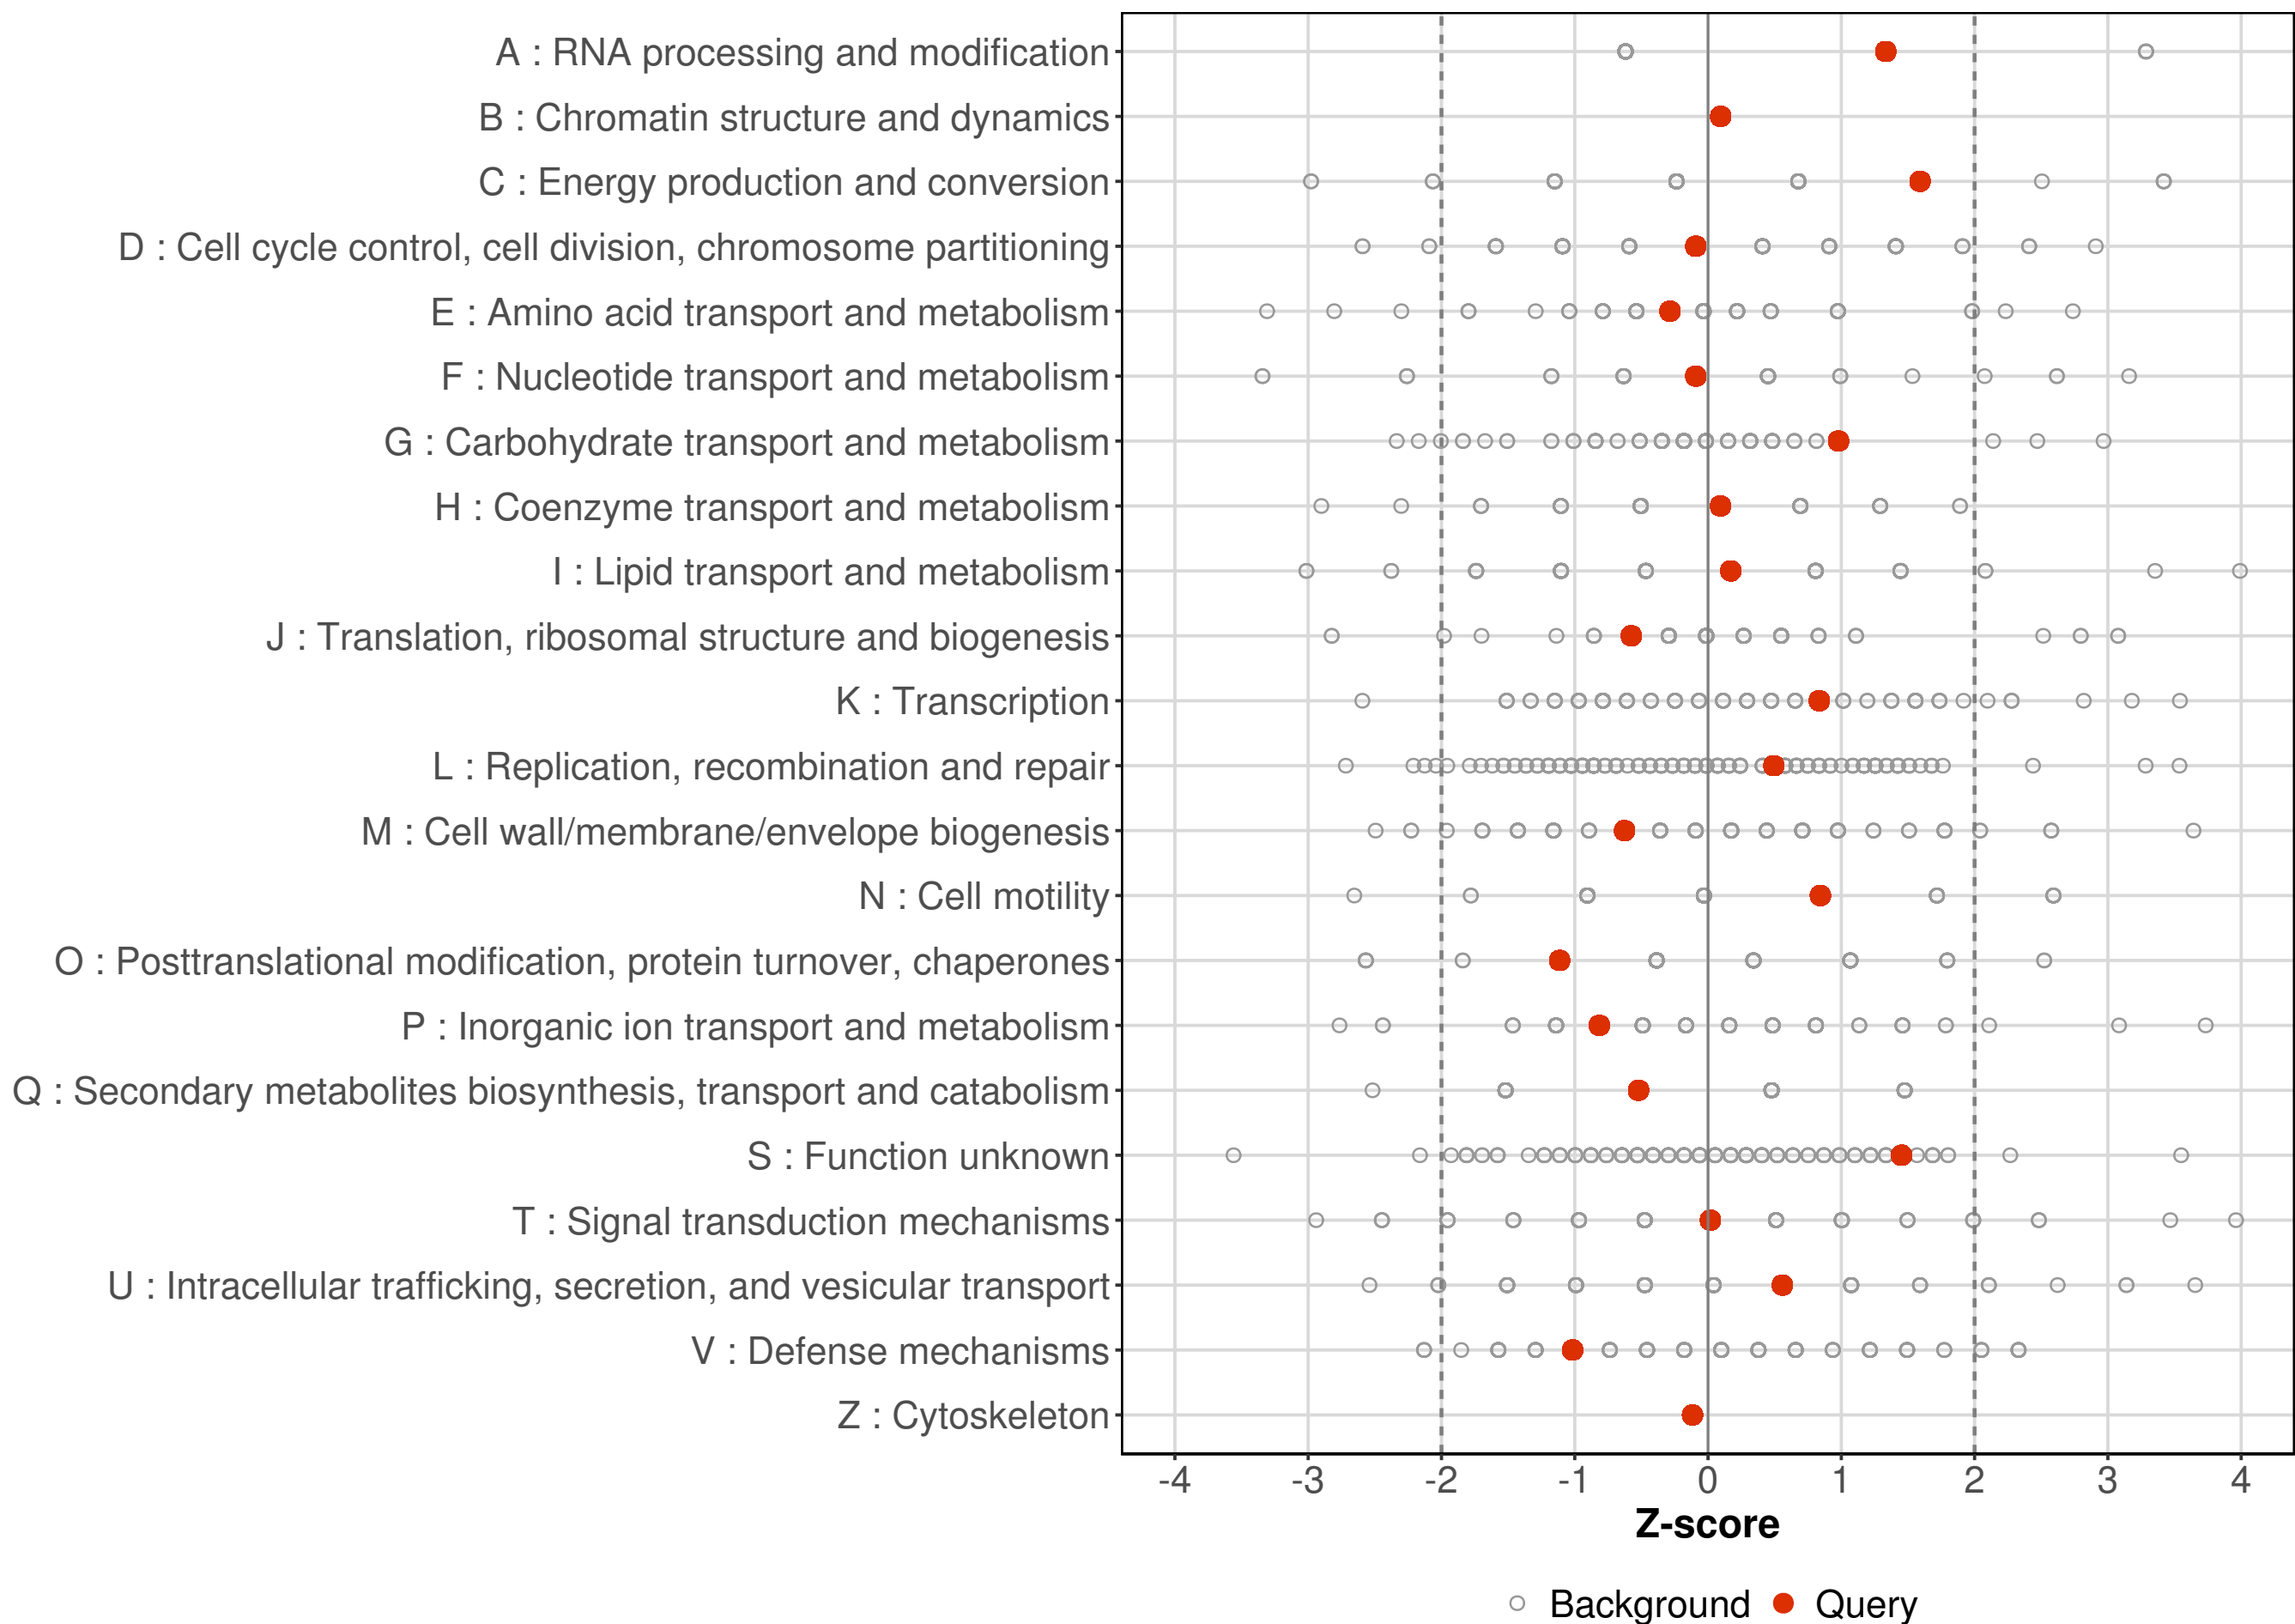 A : RNA processing and modification
B : Chromatin structure and dynamics
C : Energy production and conversion
D : Cell cycle control, cell division, chromosome partitioning
E : Amino acid transport and metabolism
F : Nucleotide transport and metabolism
G : Carbohydrate transport and metabolism
H : Coenzyme transport and metabolism
I : Lipid transport and metabolism
J : Translation, ribosomal structure and biogenesis
K : Transcription
L : Replication, recombination and repair
M : Cell wall/membrane/envelope biogenesis
N : Cell motility
O : Posttranslational modification, protein turnover, chaperones
P : Inorganic ion transport and metabolism
Q : Secondary metabolites biosynthesis, transport and catabolism
S : Function unknown
T : Signal transduction mechanisms
U : Intracellular trafficking, secretion, and vesicular transport
V : Defense mechanisms
Z : Cytoskeleton
-4 -3 -2 -1 0 1 2 3 4
Z-score
Background Query